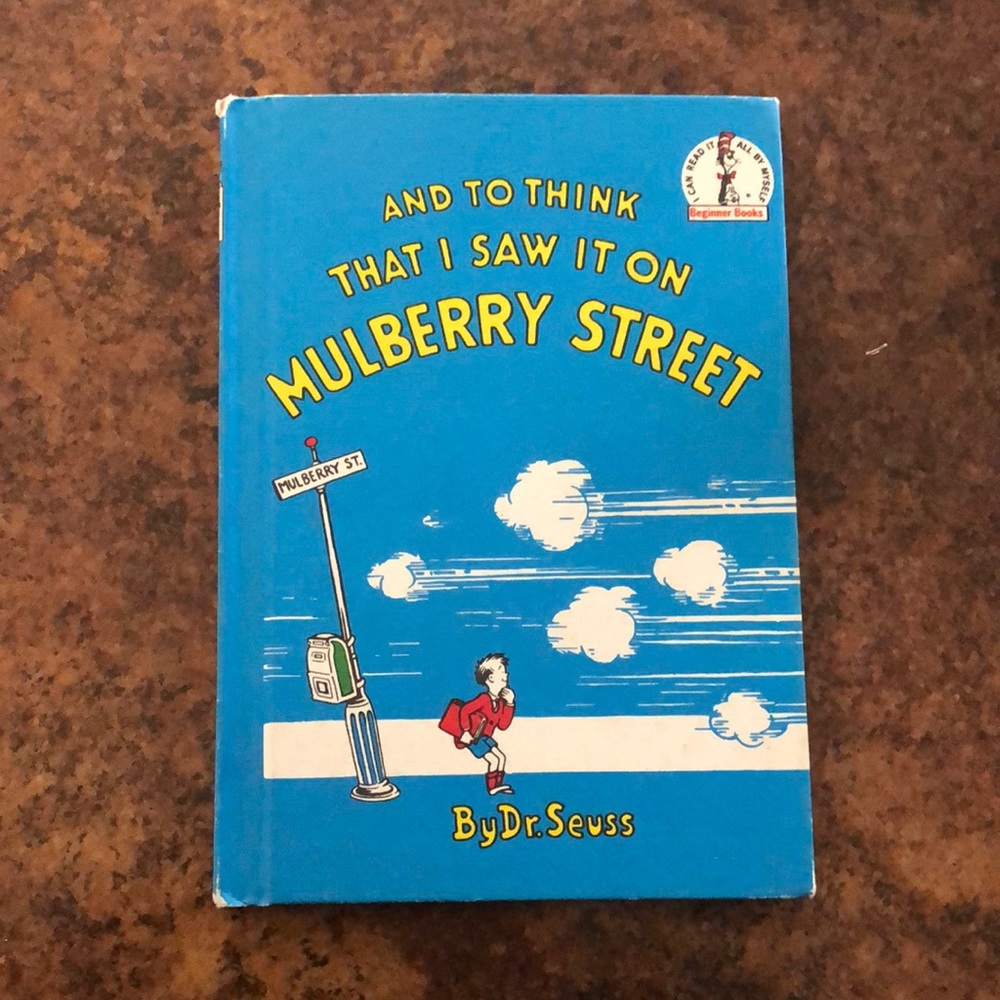 I CAN READ IT ALL BY MYSELF
Beginner Books
AND TO THINK
THAT I SAW IT ON
MULBERRY STREET
MULBERRY ST.
By Dr. Seuss